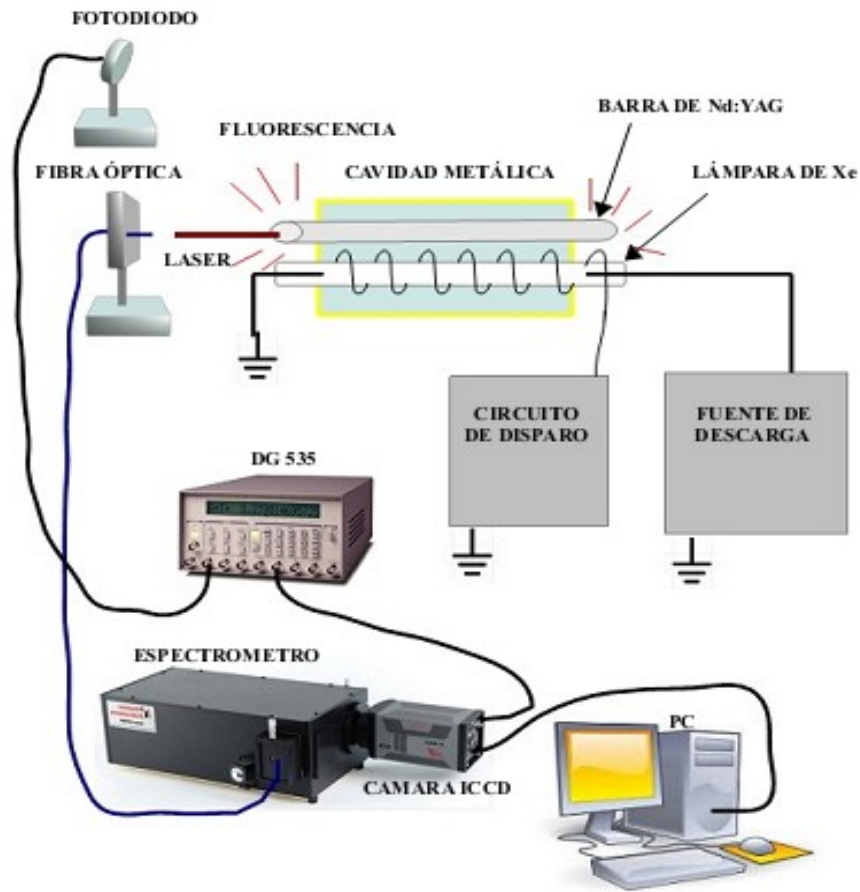 FOTODIODO
FLUORESCENCIA
BARRA DE Nd:YAG
FIBRA ÓPTICA
CAVIDAD METÁLICA
LÁMPARA DE Xe
LASER
CIRCUITO
DE DISPARO
FUENTE DE
DESCARGA
DG 535
ESPECTROMETRO
PC
CAMARA ICCD